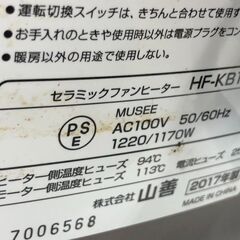 ● 運転切換スイッチは、きちんと合わせて使用す
● お手入れのときや使用時以外は電源プラグをコン
● 暖房以外の用途で使用しない。
セラミックファンヒーター HF-KB1
MUSEE
PS
E
AC100V 50/60Hz
1220/1170W
モーター側温度ヒューズ 94℃
ーター側温度ヒューズ 113℃ 電流ヒューズ 25
株式会社 山善 2017年製
7006568